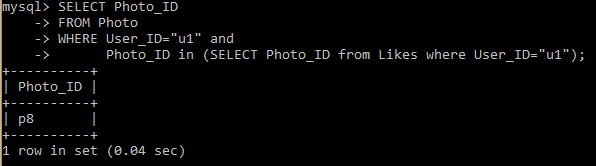 mysql> SELECT Photo_ID
    -> FROM Photo
    -> WHERE User_ID="u1" and
    ->       Photo_ID in (SELECT Photo_ID from Likes where User_ID="u1");
+----------+
| Photo_ID |
+----------+
| p8       |
+----------+
1 row in set (0.04 sec)